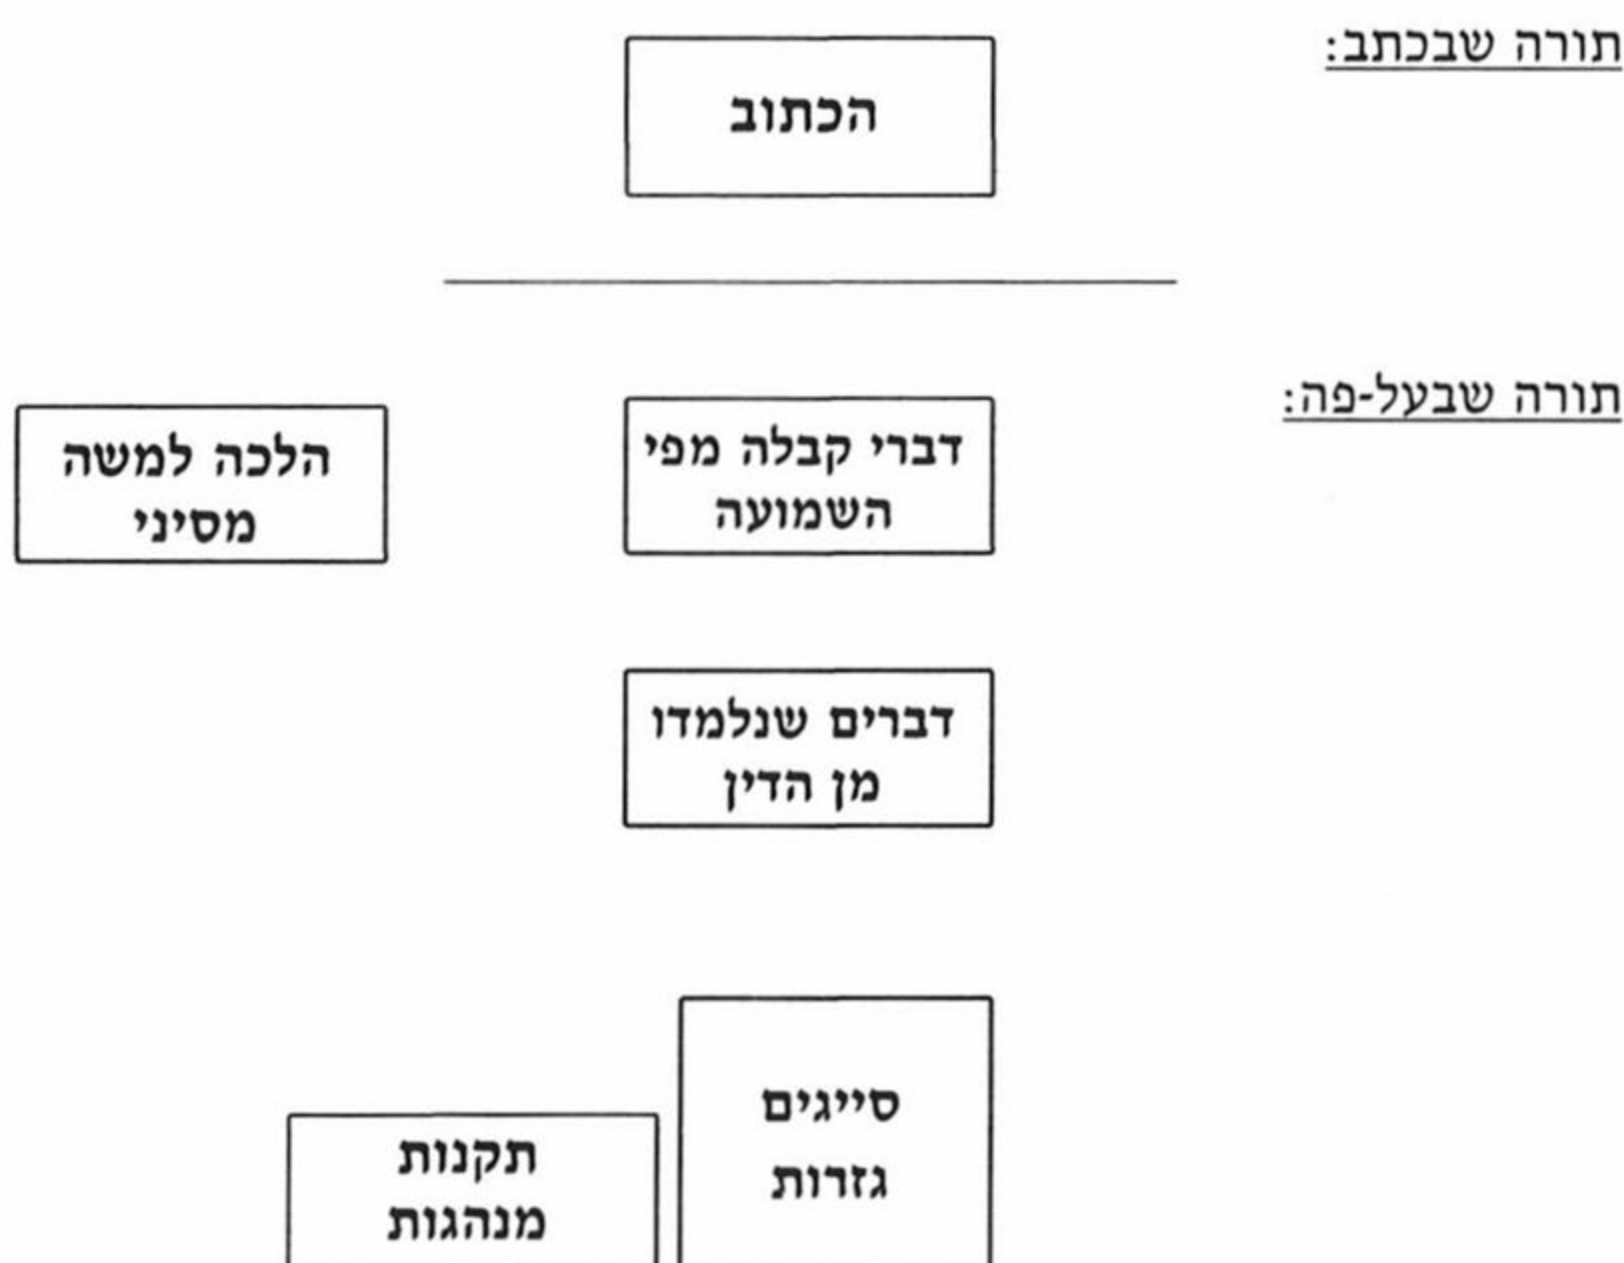 תורה שבכתב:
הכתוב
תורה שבעל-פה:
דברי קבלה מפי
השמועה
הלכה למשה
מסיני
דברים שנלמדו
מן הדין
סייגים
גזרות
תקנות
מנהגות